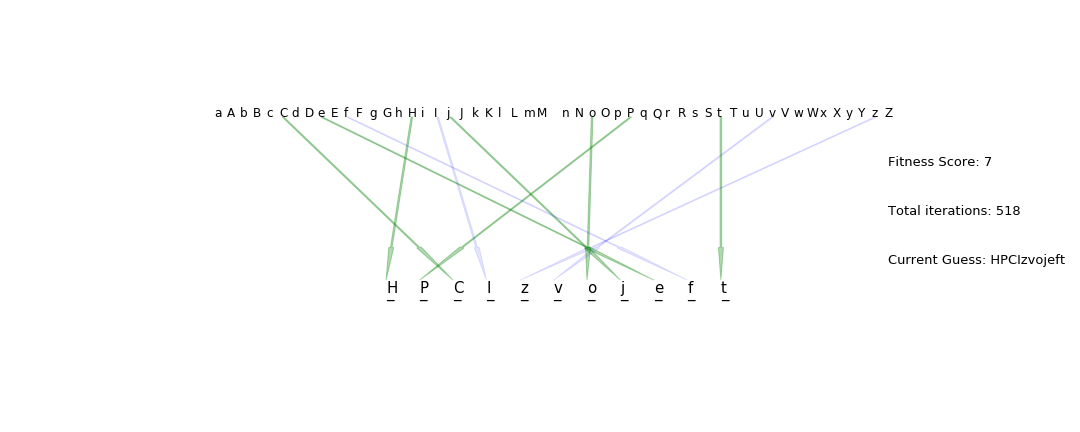 a A b B c C d D e E f F g G h H i I j J k K l L m M n N o O p P q Q r R s S t T u U v V w W x X y Y z Z
Fitness Score: 7
Total iterations: 518
Current Guess: HPCIzvojeft
H P C I z v o j e f t